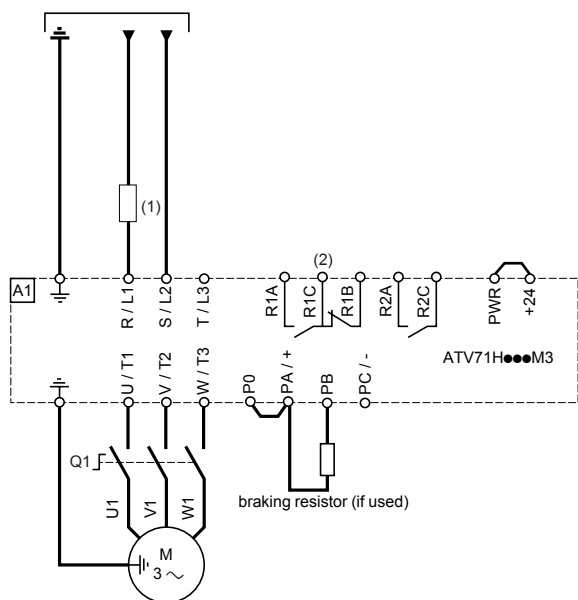 (1)
(2)
A1
R / L1
S / L2
T / L3
R1A
R1C
R1B
R2A
R2C
PWR
+24
ATV71H●●●M3
U / T1
V / T2
W / T3
P0
PA / +
PB
PC / -
Q1
U1
V1
W1
braking resistor (if used)
M
3 ~